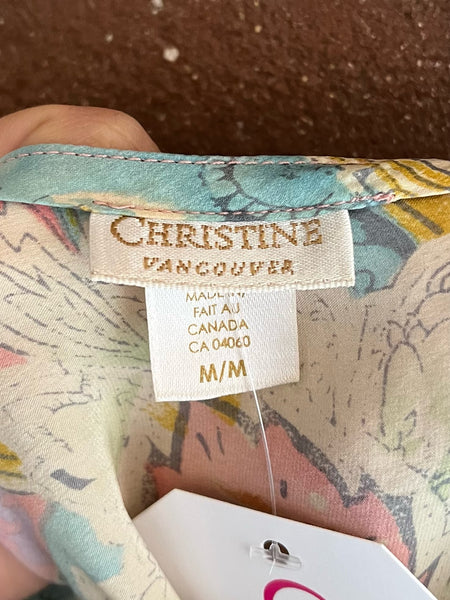 CHRISTINE
VANCOUVER
MADE IN/
FAIT AU
CANADA
CA 04060
M/M